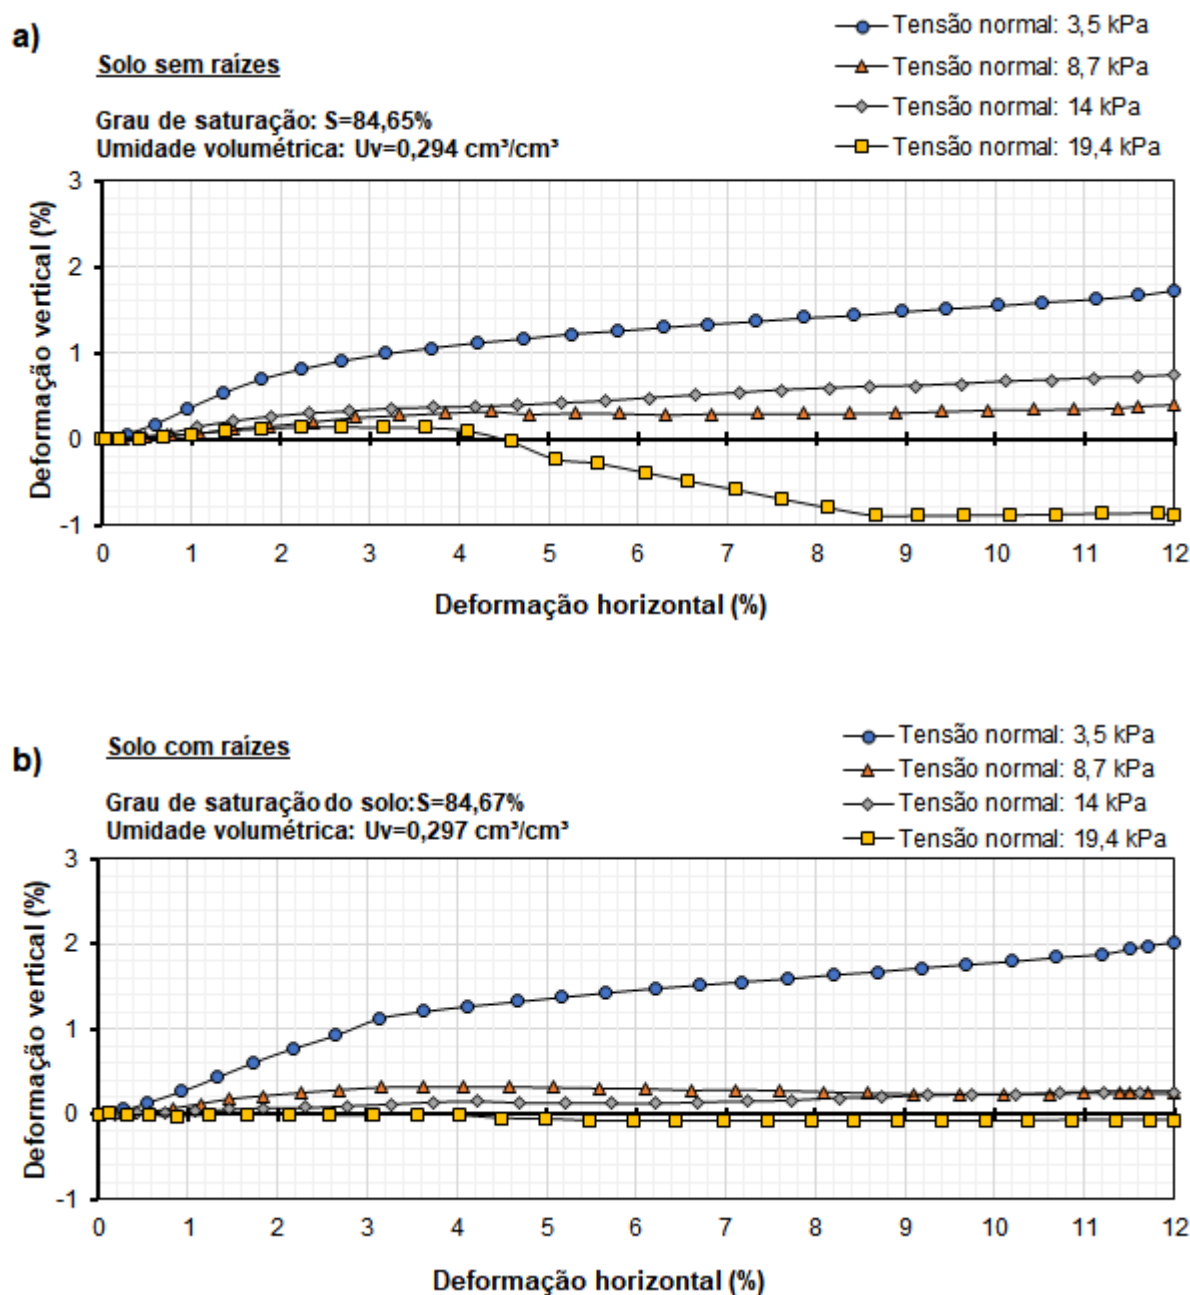 a)
Solo sem raízes
Grau de saturação: S=84,65%
Umidade volumétrica: Uv=0,294 cm³/cm³
Tensão normal: 3,5 kPa
Tensão normal: 8,7 kPa
Tensão normal: 14 kPa
Tensão normal: 19,4 kPa
Deformação vertical (%)
3
2
1
0
-1
0 1 2 3 4 5 6 7 8 9 10 11 12
Deformação horizontal (%)
b)
Solo com raízes
Grau de saturação do solo:S=84,67%
Umidade volumétrica: Uv=0,297 cm³/cm³
Tensão normal: 3,5 kPa
Tensão normal: 8,7 kPa
Tensão normal: 14 kPa
Tensão normal: 19,4 kPa
Deformação vertical (%)
3
2
1
0
-1
0 1 2 3 4 5 6 7 8 9 10 11 12
Deformação horizontal (%)